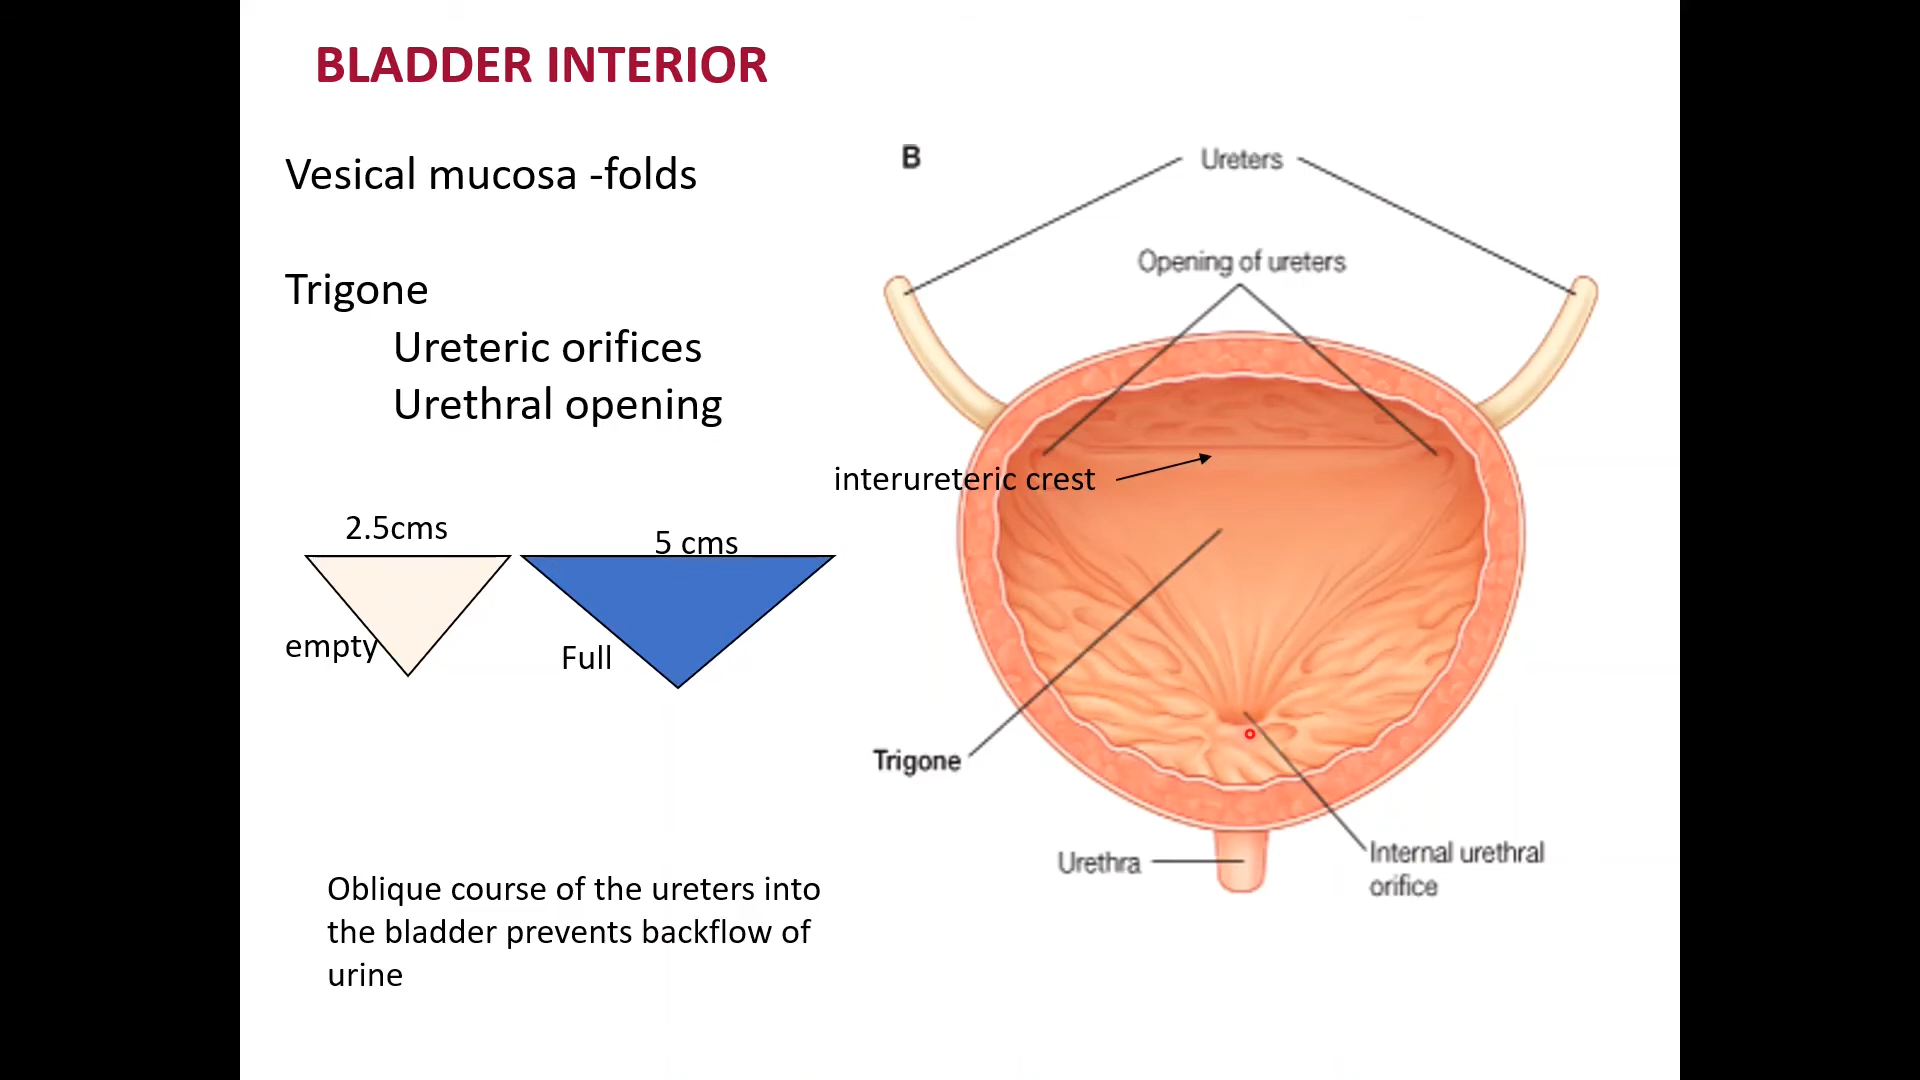 BLADDER INTERIOR
Vesical mucosa -folds
Trigone
Ureteric orifices
Urethral opening
2.5cms
5 cms
empty
Full
Oblique course of the ureters into
the bladder prevents backflow of
urine
B
Ureters
Opening of ureters
interureteric crest
Trigone
Urethra
Internal urethral
orifice